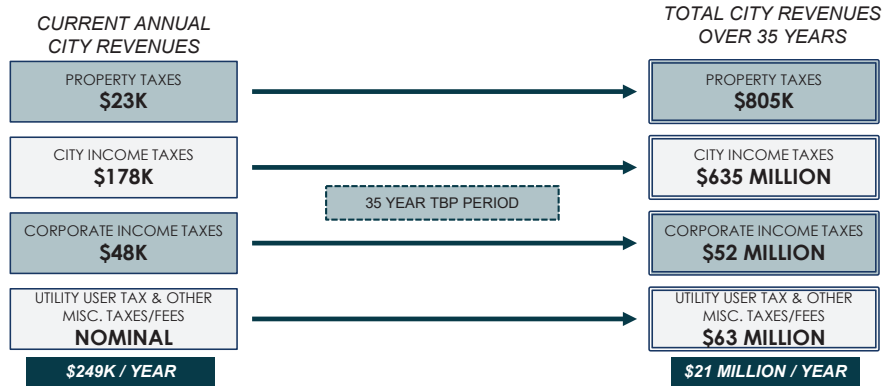 CURRENT ANNUAL
CITY REVENUES
TOTAL CITY REVENUES
OVER 35 YEARS
PROPERTY TAXES
$23K
PROPERTY TAXES
$805K
CITY INCOME TAXES
$178K
CITY INCOME TAXES
$635 MILLION
35 YEAR TBP PERIOD
CORPORATE INCOME TAXES
$48K
CORPORATE INCOME TAXES
$52 MILLION
UTILITY USER TAX & OTHER
MISC. TAXES/FEES
NOMINAL
UTILITY USER TAX & OTHER
MISC. TAXES/FEES
$63 MILLION
$249K / YEAR
$21 MILLION / YEAR